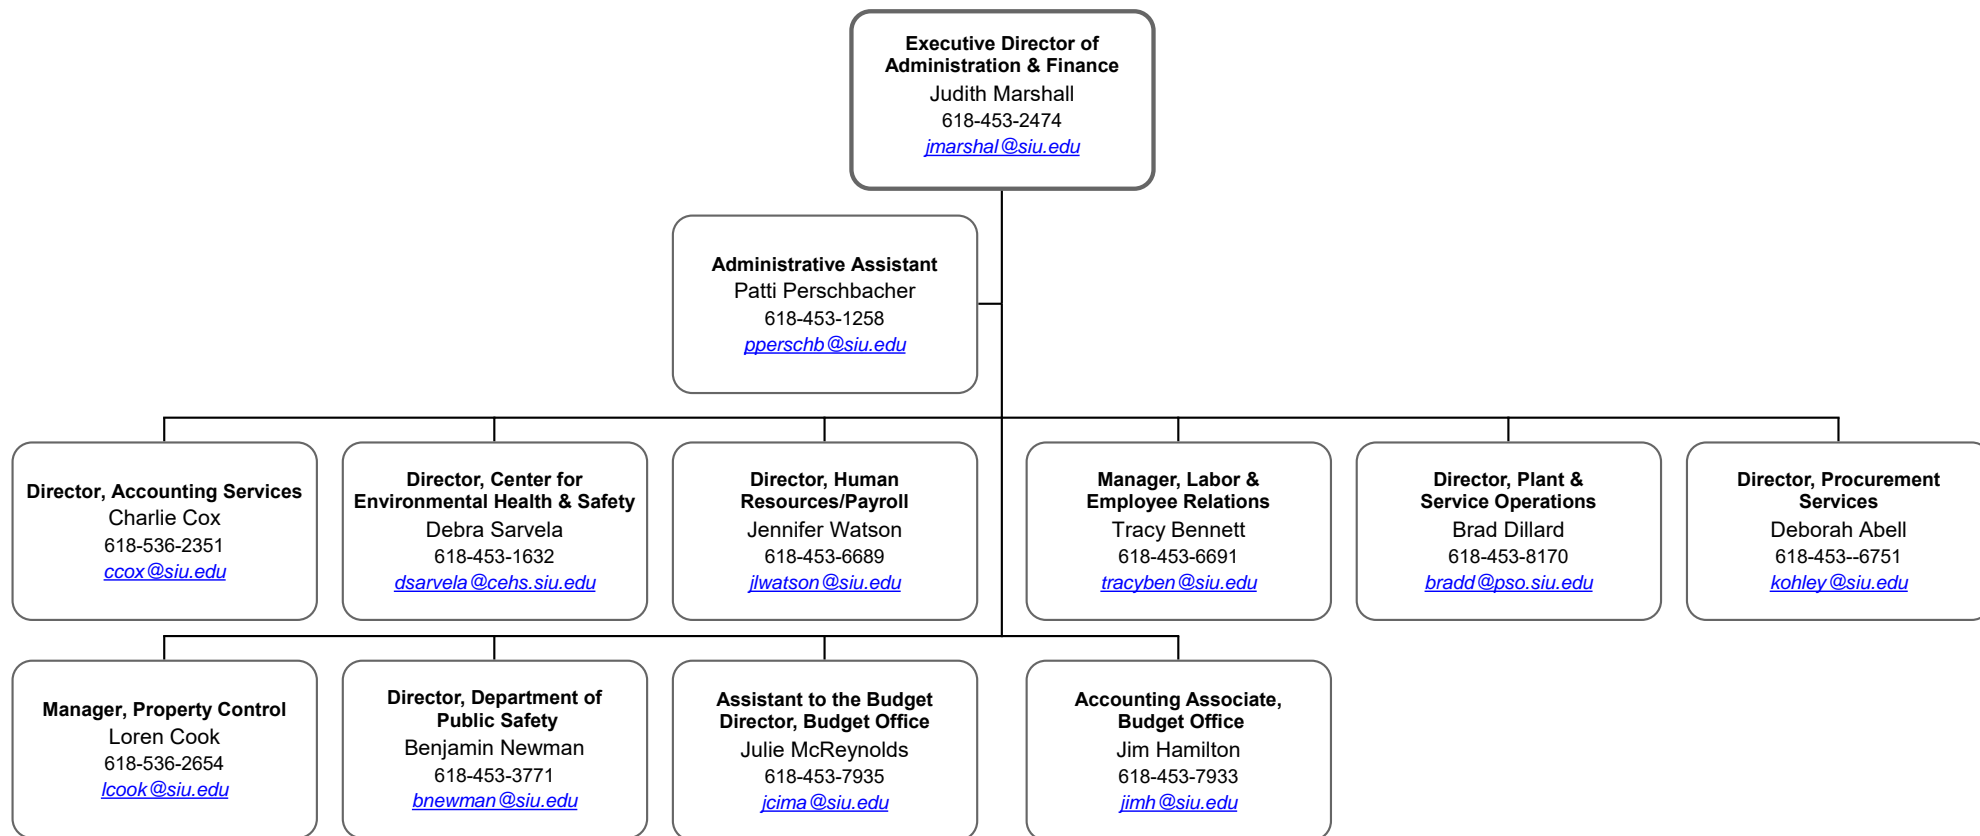 Executive Director of
Administration & Finance
Judith Marshall
618-453-2474
jmarshal@siu.edu
Administrative Assistant
Patti Perschbacher
618-453-1258
pperschb@siu.edu
Director, Accounting Services
Charlie Cox
618-536-2351
ccox@siu.edu
Director, Center for
Environmental Health & Safety
Debra Sarvela
618-453-1632
dsarvela@cehs.siu.edu
Director, Human
Resources/Payroll
Jennifer Watson
618-453-6689
jlwatson@siu.edu
Manager, Labor &
Employee Relations
Tracy Bennett
618-453-6691
tracyben@siu.edu
Director, Plant &
Service Operations
Brad Dillard
618-453-8170
bradd@pso.siu.edu
Director, Procurement
Services
Deborah Abell
618-453--6751
kohley@siu.edu
Manager, Property Control
Loren Cook
618-536-2654
lcook@siu.edu
Director, Department of
Public Safety
Benjamin Newman
618-453-3771
bnewman@siu.edu
Assistant to the Budget
Director, Budget Office
Julie McReynolds
618-453-7935
jcima@siu.edu
Accounting Associate,
Budget Office
Jim Hamilton
618-453-7933
jimh@siu.edu